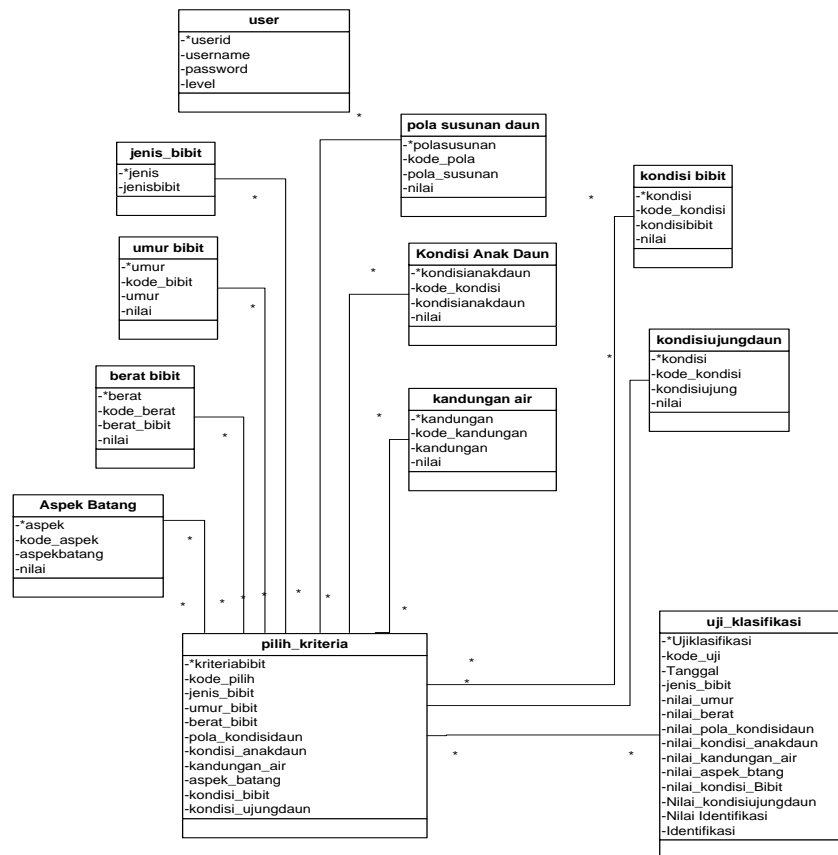 user
-*userid
-username
-password
-level
pola susunan daun
-*polasusunan
-kode_pola
-pola_susunan
-nilai
jenis_bibit
-*jenis
-jenisbibit
kondisi bibit
-*kondisi
-kode_kondisi
-kondisibibit
-nilai
umur bibit
-*umur
-kode_bibit
-umur
-nilai
Kondisi Anak Daun
-*kondisianakdaun
-kode_kondisi
-kondisianakdaun
-nilai
kondisiujungdaun
-*kondisi
-kode_kondisi
-kondisiujung
-nilai
berat bibit
-*berat
-kode_berat
-berat_bibit
-nilai
kandungan air
-*kandungan
-kode_kandungan
-kandungan
-nilai
Aspek Batang
-*aspek
-kode_aspek
-aspekbatang
-nilai
pilih_kriteria
-*kriteriabibit
-kode_pilih
-jenis_bibit
-umur_bibit
-berat_bibit
-pola_kondisidaun
-kondisi_anakdaun
-kandungan_air
-aspek_batang
-kondisi_bibit
-kondisi_ujungdaun
uji_klasifikasi
-*Ujiklasifikasi
-kode_uji
-Tanggal
-jenis_bibit
-nilai_umur
-nilai_berat
-nilai_pola_kondisidaun
-nilai_kondisi_anakdaun
-nilai_kandungan_air
-nilai_aspek_btang
-nilai_kondisi_Bibit
-Nilai_kondisiujungdaun
-Nilai Identifikasi
-Identifikasi